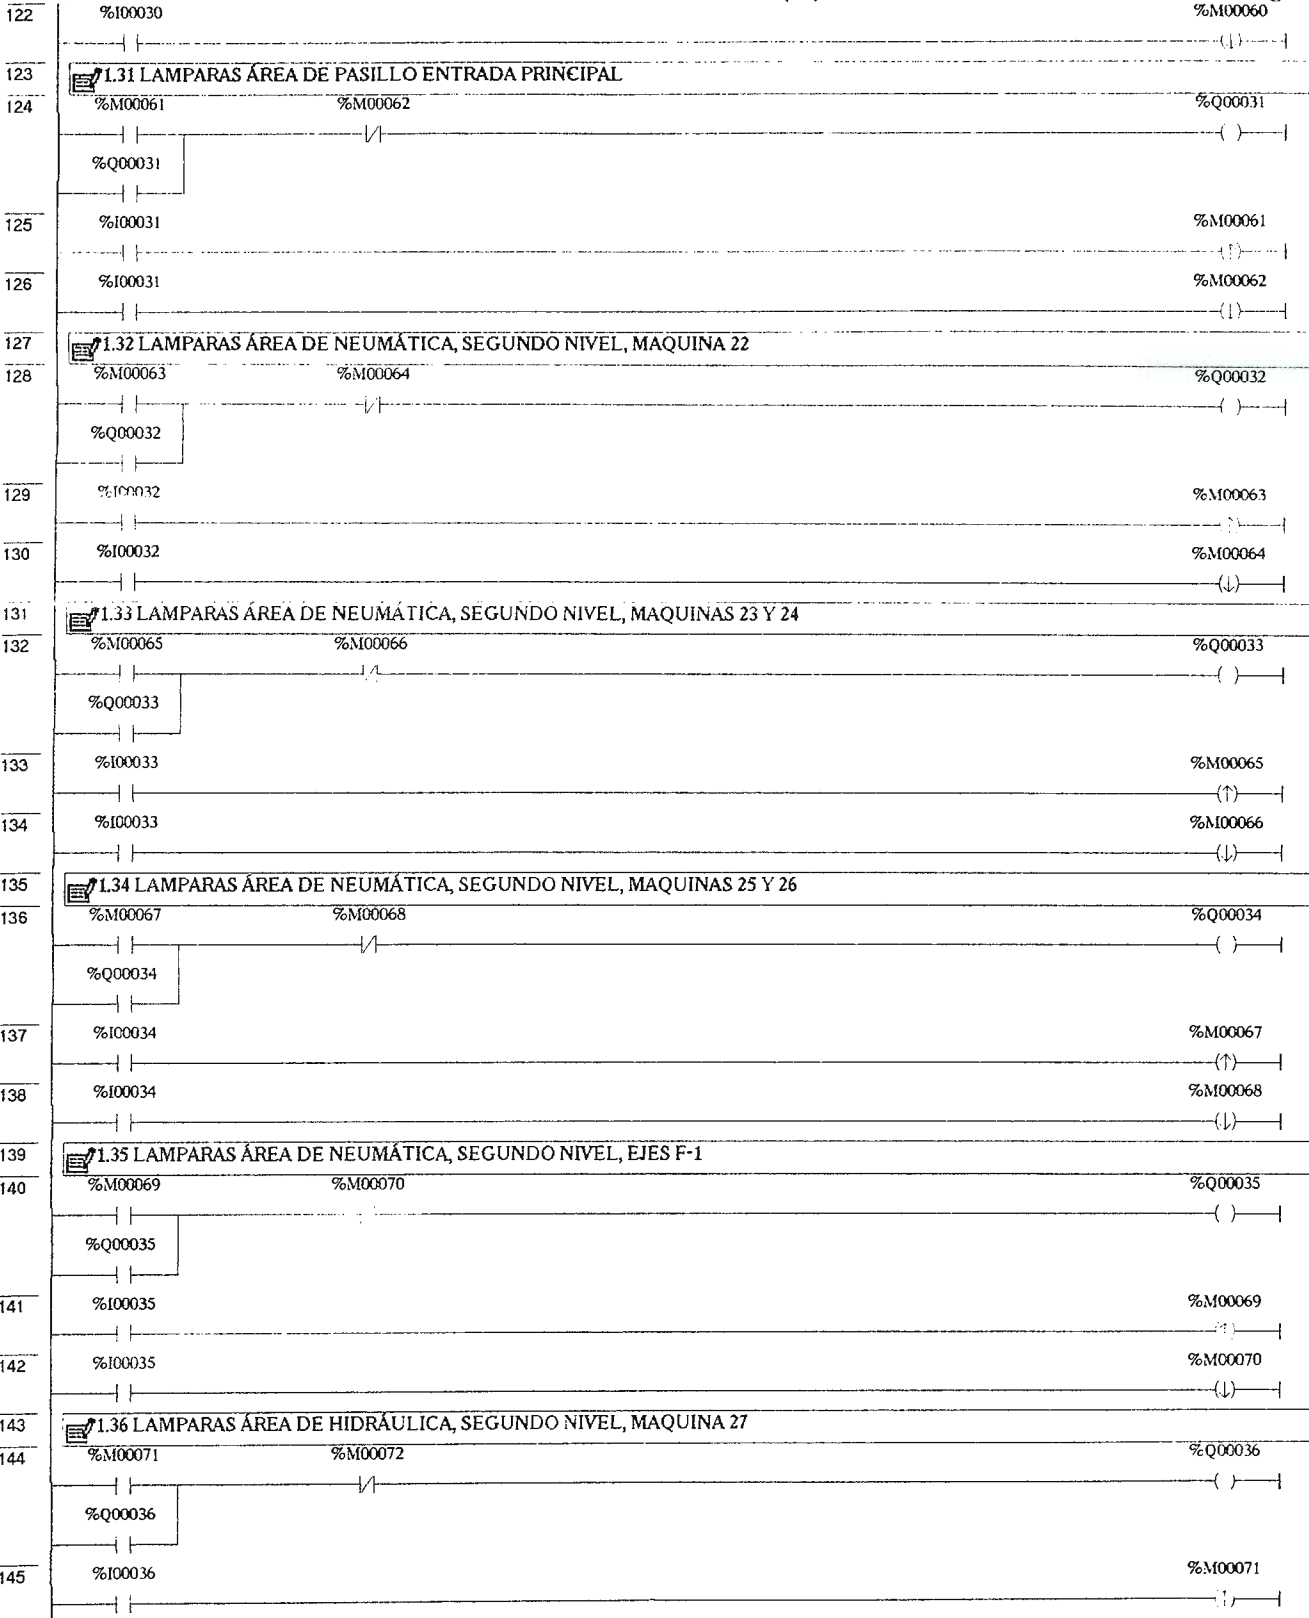 122 %I00030 %M00060
123 1.31 LAMPARAS ÁREA DE PASILLO ENTRADA PRINCIPAL
124 %M00061 %M00062 %Q00031
%Q00031
125 %I00031 %M00061
126 %I00031 %M00062
127 1.32 LAMPARAS ÁREA DE NEUMÁTICA, SEGUNDO NIVEL, MAQUINA 22
128 %M00063 %M00064 %Q00032
%Q00032
129 %I00032 %M00063
130 %I00032 %M00064
131 1.33 LAMPARAS ÁREA DE NEUMÁTICA, SEGUNDO NIVEL, MAQUINAS 23 Y 24
132 %M00065 %M00066 %Q00033
%Q00033
133 %I00033 %M00065
134 %I00033 %M00066
135 1.34 LAMPARAS ÁREA DE NEUMÁTICA, SEGUNDO NIVEL, MAQUINAS 25 Y 26
136 %M00067 %M00068 %Q00034
%Q00034
137 %I00034 %M00067
138 %I00034 %M00068
139 1.35 LAMPARAS ÁREA DE NEUMÁTICA, SEGUNDO NIVEL, EJES F-1
140 %M00069 %M00070 %Q00035
%Q00035
141 %I00035 %M00069
142 %I00035 %M00070
143 1.36 LAMPARAS ÁREA DE HIDRÁULICA, SEGUNDO NIVEL, MAQUINA 27
144 %M00071 %M00072 %Q00036
%Q00036
145 %I00036 %M00071